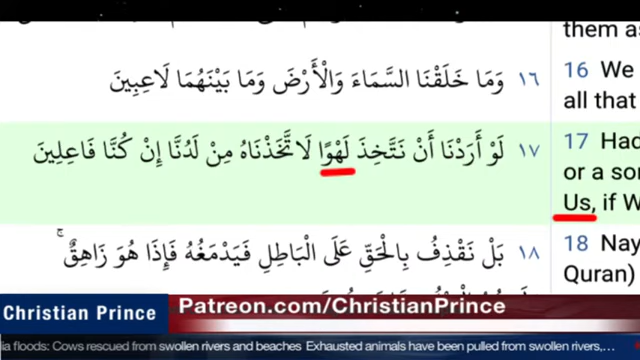 them as
١٦ وَمَا خَلَقْنَا السَّمَاءَ وَالْأَرْضَ وَمَا بَيْنَهُمَا لَاعِبِينَ
16 We
all that
١٧ لَوْ أَرَدْنَا أَنْ نَتَّخِذَ لَهْوًا لَاتَّخَذْنَاهُ مِنْ لَدُنَّا إِنْ كُنَّا فَاعِلِينَ
17 Had
or a so
Us, if W
١٨ بَلْ نَقْذِفُ بِالْحَقِّ عَلَى الْبَاطِلِ فَيَدْمَغُهُ فَإِذَا هُوَ زَاهِقٌ ۚ
18 Nay
Quran)
Christian Prince
Patreon.com/ChristianPrince
lia floods: Cows rescued from swollen rivers and beaches Exhausted animals have been pulled from swollen rivers,